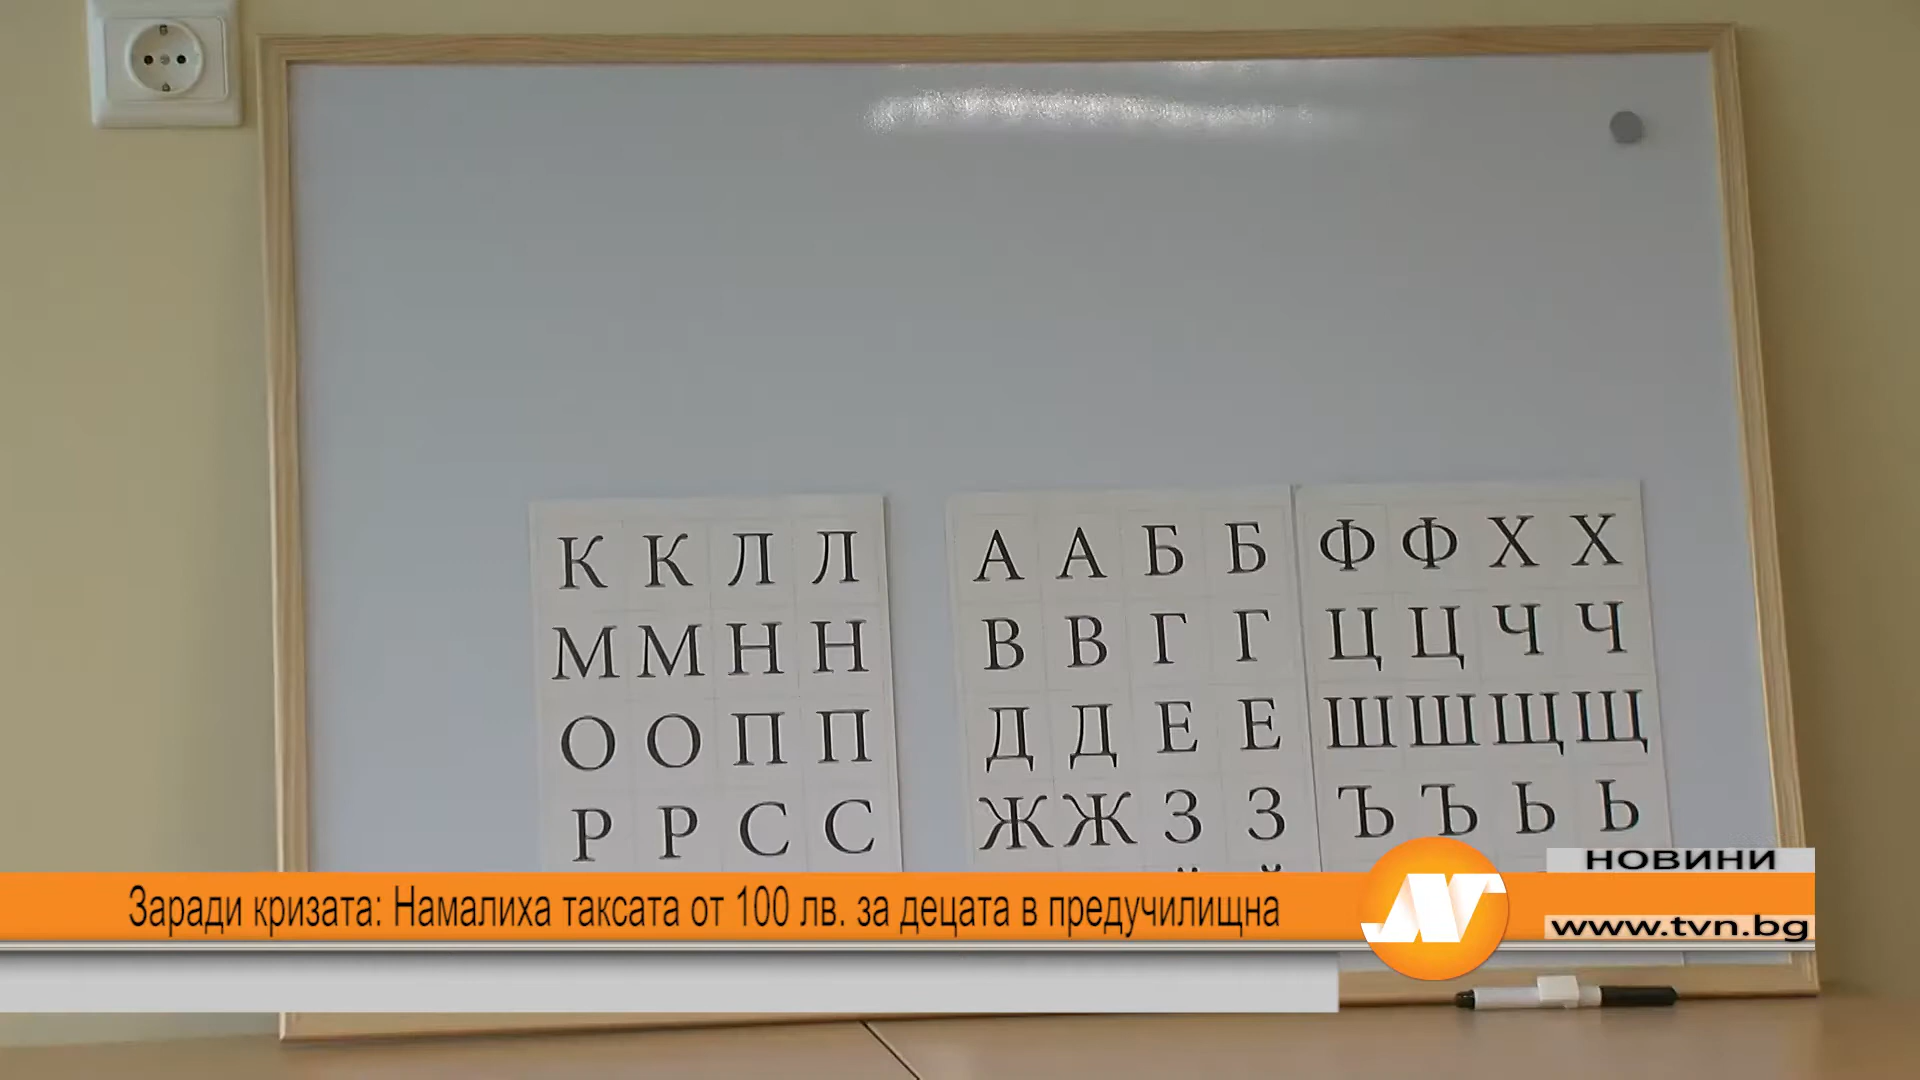 К К Л Л
М М Н Н
О О П П
Р Р С С
А А Б Б
В В Г Г
Д Д Е Е
Ж Ж З З
Ф Ф Х Х
Ц Ц Ч Ч
Ш Ш Щ Щ
Ъ Ъ Ь Ь
Заради кризата: Намалиха таксата от 100 лв. за децата в предучилищна
НОВИНИ
www.tvn.bg